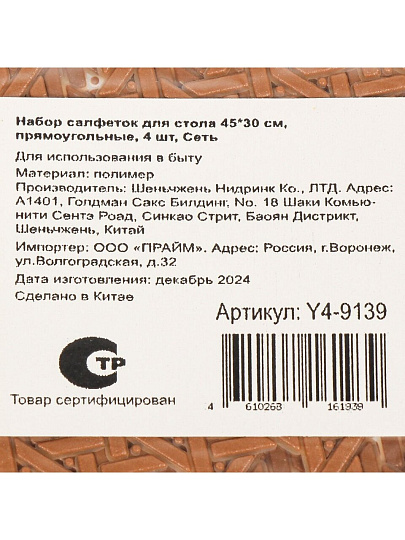 Набор салфеток для стола 45*30 см,
прямоугольные, 4 шт, Сеть
Для использования в быту
Материал: полимер
Производитель: Шеньчжень Нидринк Ко., ЛТД. Адрес:
А1401, Голдман Сакс Билдинг, No. 18 Шаки Комью-
нити Сентэ Роад, Синкао Стрит, Баоян Дистрикт,
Шеньчжень, Китай
Импортер: ООО «ПРАЙМ». Адрес: Россия, г.Воронеж,
ул.Волгоградская, д.32
Дата изготовления: декабрь 2024
Сделано в Китае
Артикул: Y4-9139
СТР
Товар сертифицирован
4 610268 161939